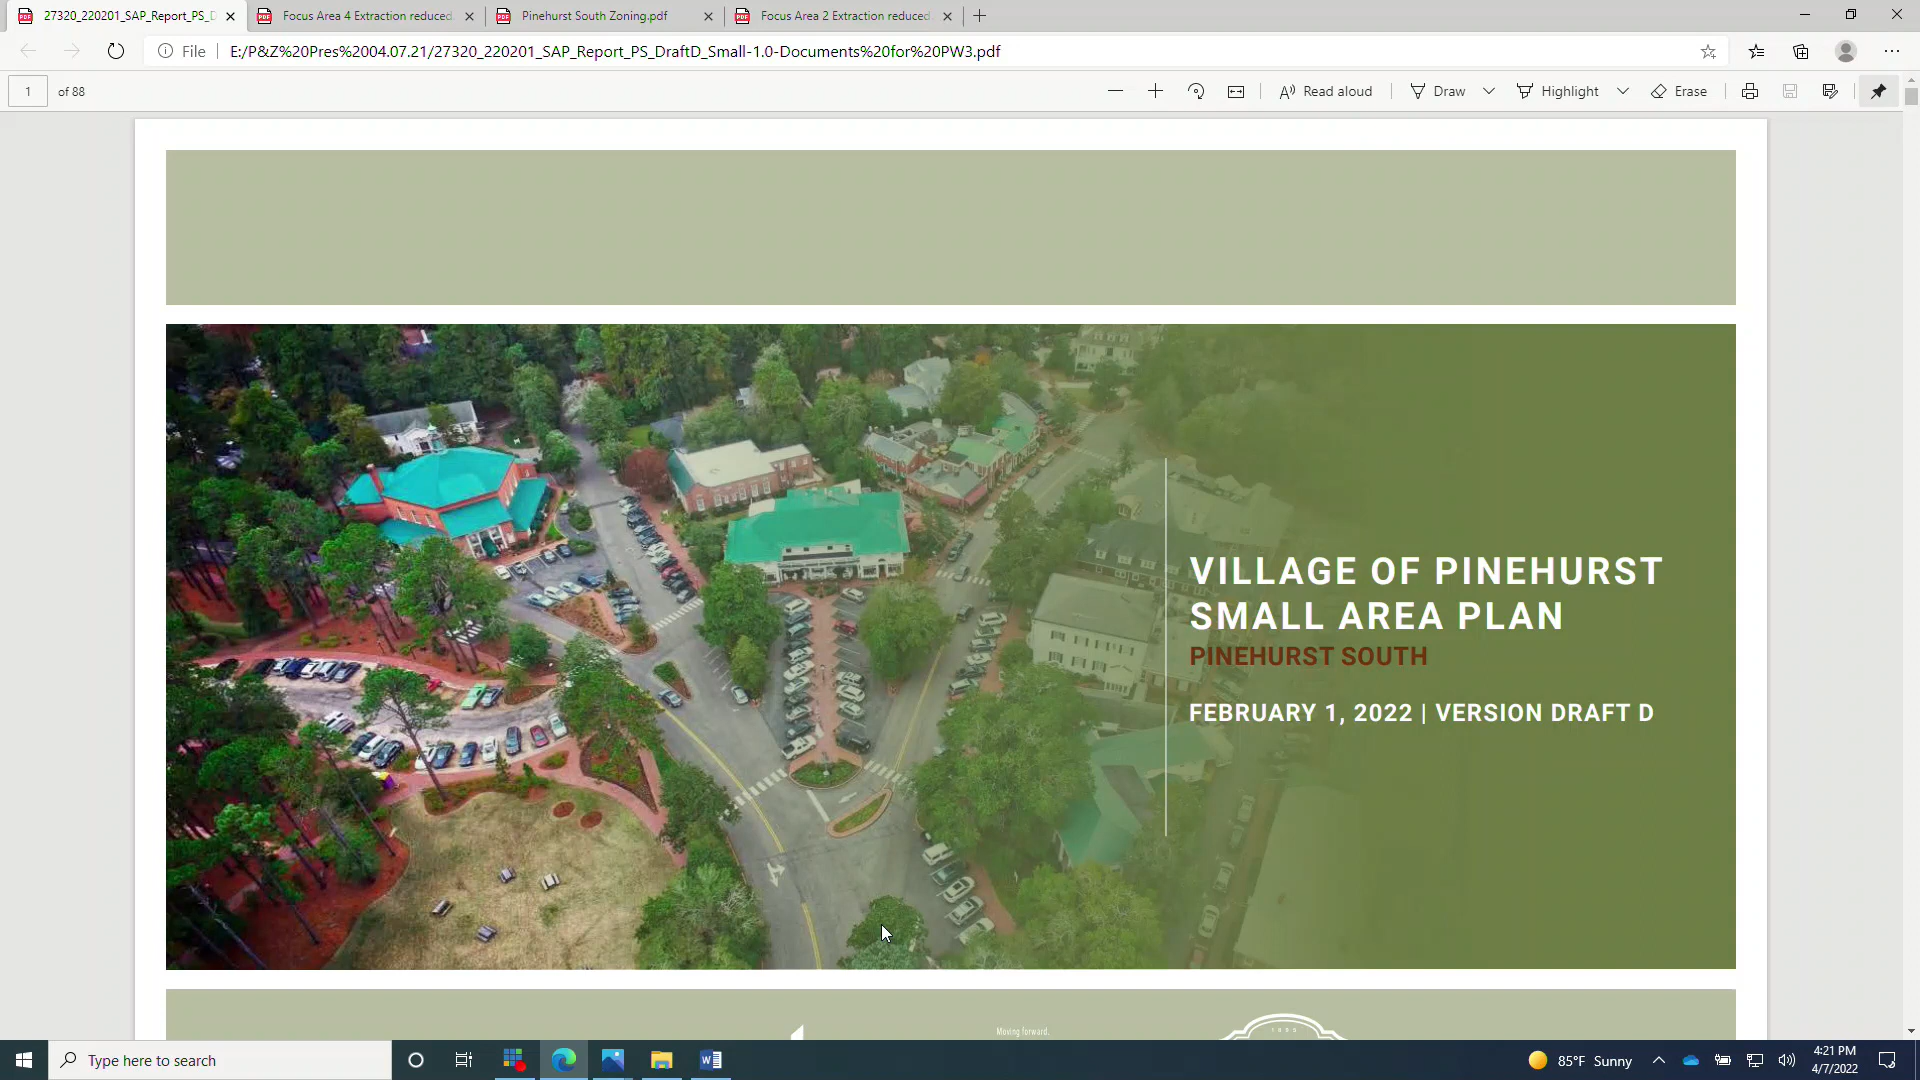 27320_220201_SAP_Report_PS_D
Focus Area 4 Extraction reduced
Pinehurst South Zoning.pdf
Focus Area 2 Extraction reduced
File
E:/P&Z%20Pres%2004.07.21/27320_220201_SAP_Report_PS_DraftD_Small-1.0-Documents%20for%20PW3.pdf
1 of 88
Read aloud
Draw
Highlight
Erase
VILLAGE OF PINEHURST
SMALL AREA PLAN
PINEHURST SOUTH
FEBRUARY 1, 2022 | VERSION DRAFT D
Moving forward.
1895
Type here to search
85°F Sunny
4:21 PM
4/7/2022